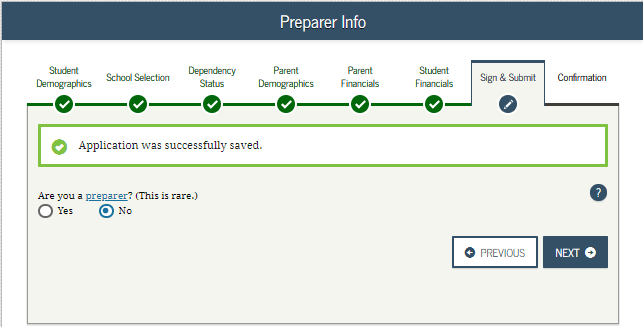 Preparer Info
Student Demographics
School Selection
Dependency Status
Parent Demographics
Parent Financials
Student Financials
Sign & Submit
Confirmation
Application was successfully saved.
Are you a preparer? (This is rare.)
?
Yes No
PREVIOUS NEXT